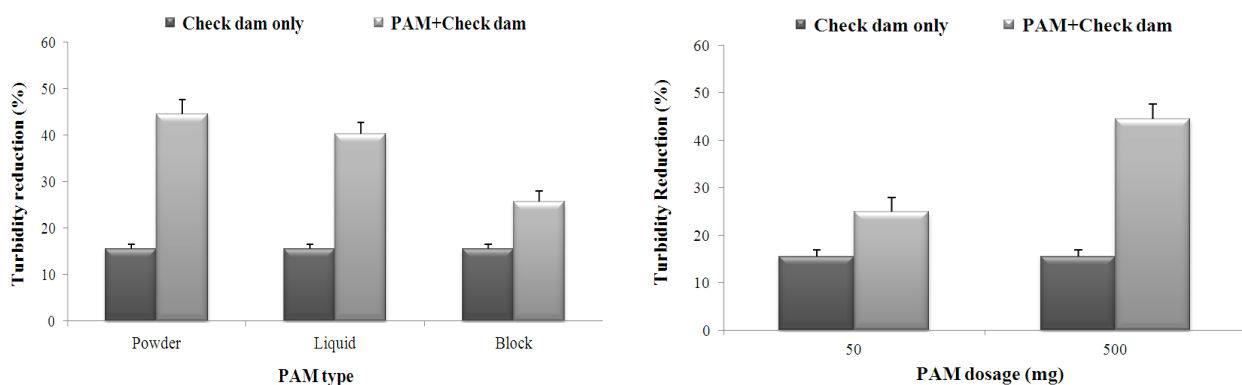 Check dam only PAM+Check dam
60
50
40
30
20
10
0
Turbidity reduction (%)
Powder Liquid Block
PAM type
Check dam only PAM+Check dam
60
50
40
30
20
10
0
Turbidity Reduction (%)
50 500
PAM dosage (mg)